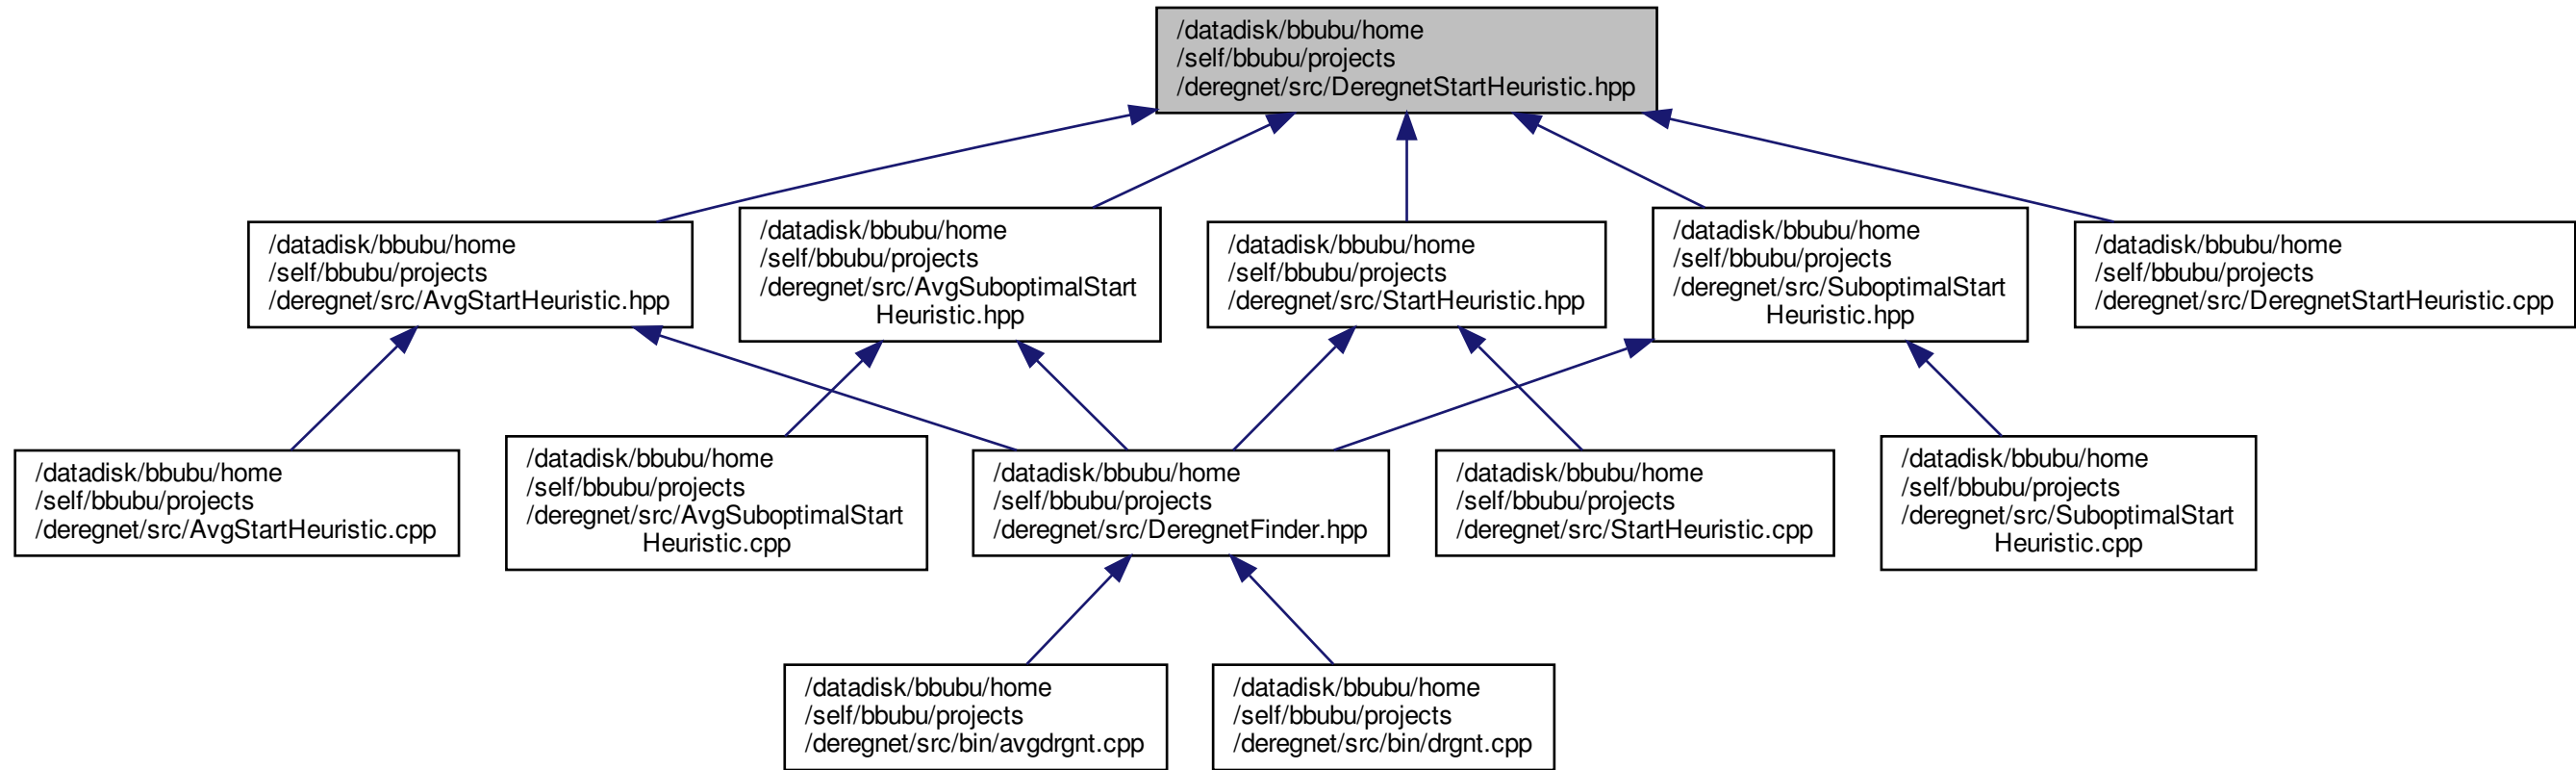 /datadisk/bbubu/home
/self/bbubu/projects
/deregnet/src/DeregnetStartHeuristic.hpp
/datadisk/bbubu/home
/self/bbubu/projects
/deregnet/src/AvgStartHeuristic.hpp
/datadisk/bbubu/home
/self/bbubu/projects
/deregnet/src/AvgSuboptimalStart
Heuristic.hpp
/datadisk/bbubu/home
/self/bbubu/projects
/deregnet/src/StartHeuristic.hpp
/datadisk/bbubu/home
/self/bbubu/projects
/deregnet/src/SuboptimalStart
Heuristic.hpp
/datadisk/bbubu/home
/self/bbubu/projects
/deregnet/src/DeregnetStartHeuristic.cpp
/datadisk/bbubu/home
/self/bbubu/projects
/deregnet/src/AvgStartHeuristic.cpp
/datadisk/bbubu/home
/self/bbubu/projects
/deregnet/src/AvgSuboptimalStart
Heuristic.cpp
/datadisk/bbubu/home
/self/bbubu/projects
/deregnet/src/DeregnetFinder.hpp
/datadisk/bbubu/home
/self/bbubu/projects
/deregnet/src/StartHeuristic.cpp
/datadisk/bbubu/home
/self/bbubu/projects
/deregnet/src/SuboptimalStart
Heuristic.cpp
/datadisk/bbubu/home
/self/bbubu/projects
/deregnet/src/bin/avgdrgnt.cpp
/datadisk/bbubu/home
/self/bbubu/projects
/deregnet/src/bin/drgnt.cpp